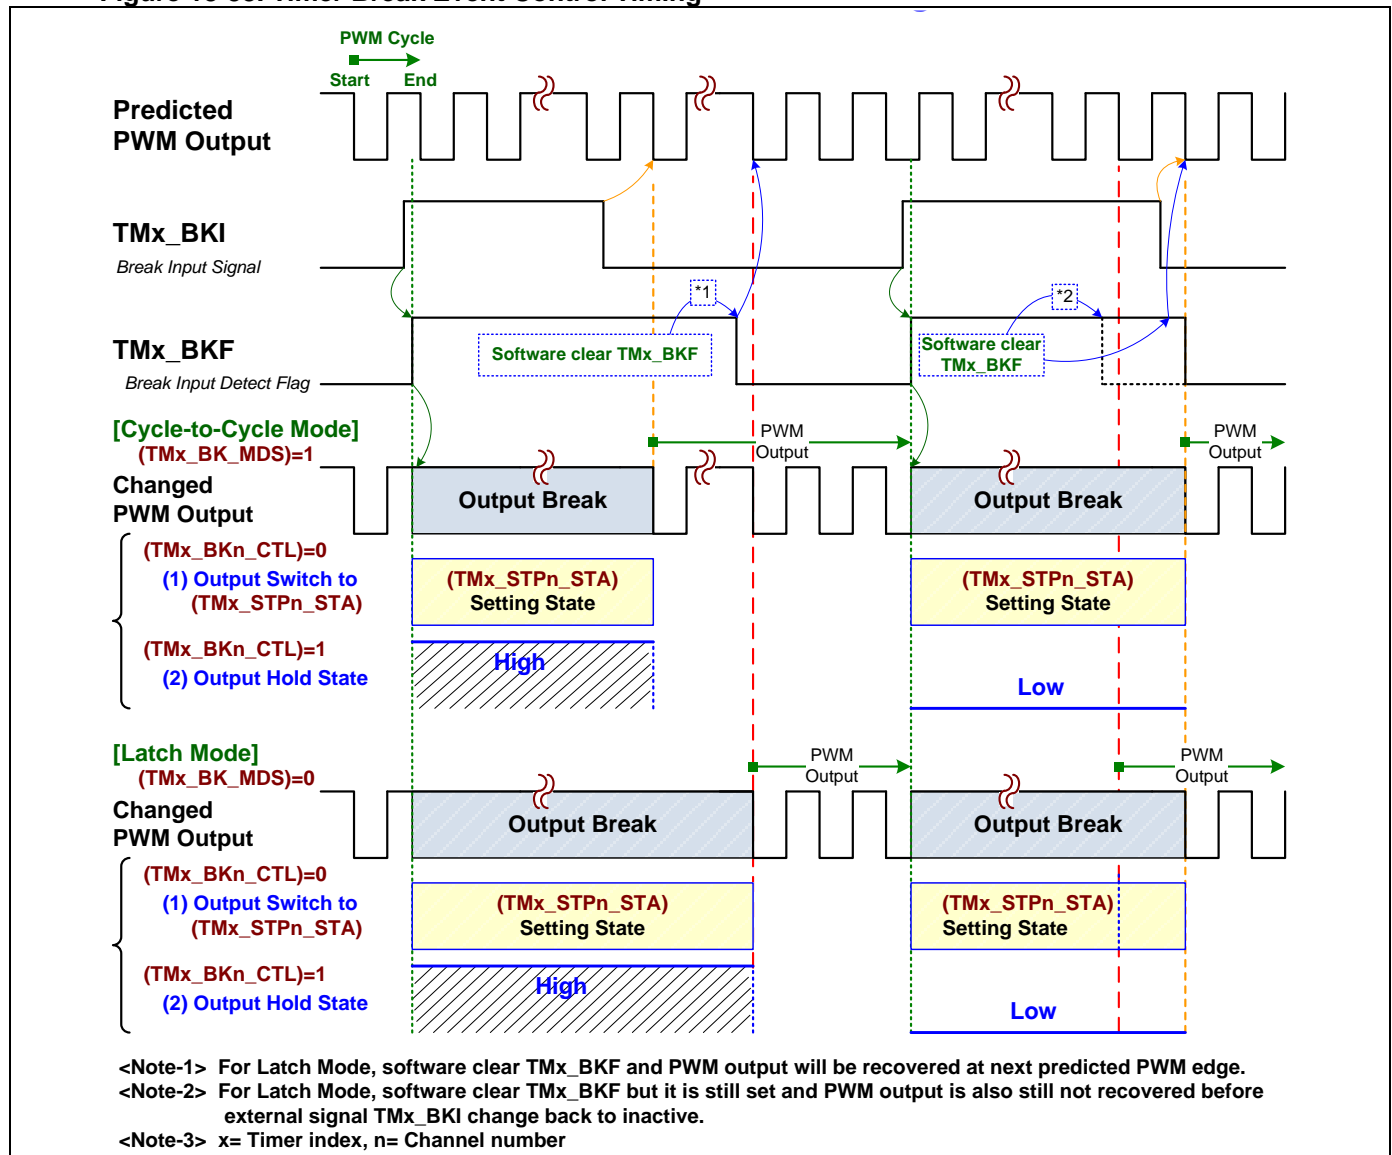 PWM Cycle
Start End
Predicted
PWM Output
TMx_BKI
Break Input Signal
*1
*2
TMx_BKF
Break Input Detect Flag
Software clear TMx_BKF
Software clear
TMx_BKF
[Cycle-to-Cycle Mode]
(TMx_BK_MDS)=1
PWM
Output
PWM
Output
Changed
PWM Output
Output Break
Output Break
(TMx_BKn_CTL)=0
(1) Output Switch to
(TMx_STPn_STA)
(TMx_STPn_STA)
Setting State
(TMx_STPn_STA)
Setting State
(TMx_BKn_CTL)=1
(2) Output Hold State
High
Low
[Latch Mode]
(TMx_BK_MDS)=0
PWM
Output
PWM
Output
Changed
PWM Output
Output Break
Output Break
(TMx_BKn_CTL)=0
(1) Output Switch to
(TMx_STPn_STA)
(TMx_STPn_STA)
Setting State
(TMx_STPn_STA)
Setting State
(TMx_BKn_CTL)=1
(2) Output Hold State
High
Low
<Note-1> For Latch Mode, software clear TMx_BKF and PWM output will be recovered at next predicted PWM edge.
<Note-2> For Latch Mode, software clear TMx_BKF but it is still set and PWM output is also still not recovered before
external signal TMx_BKI change back to inactive.
<Note-3> x= Timer index, n= Channel number